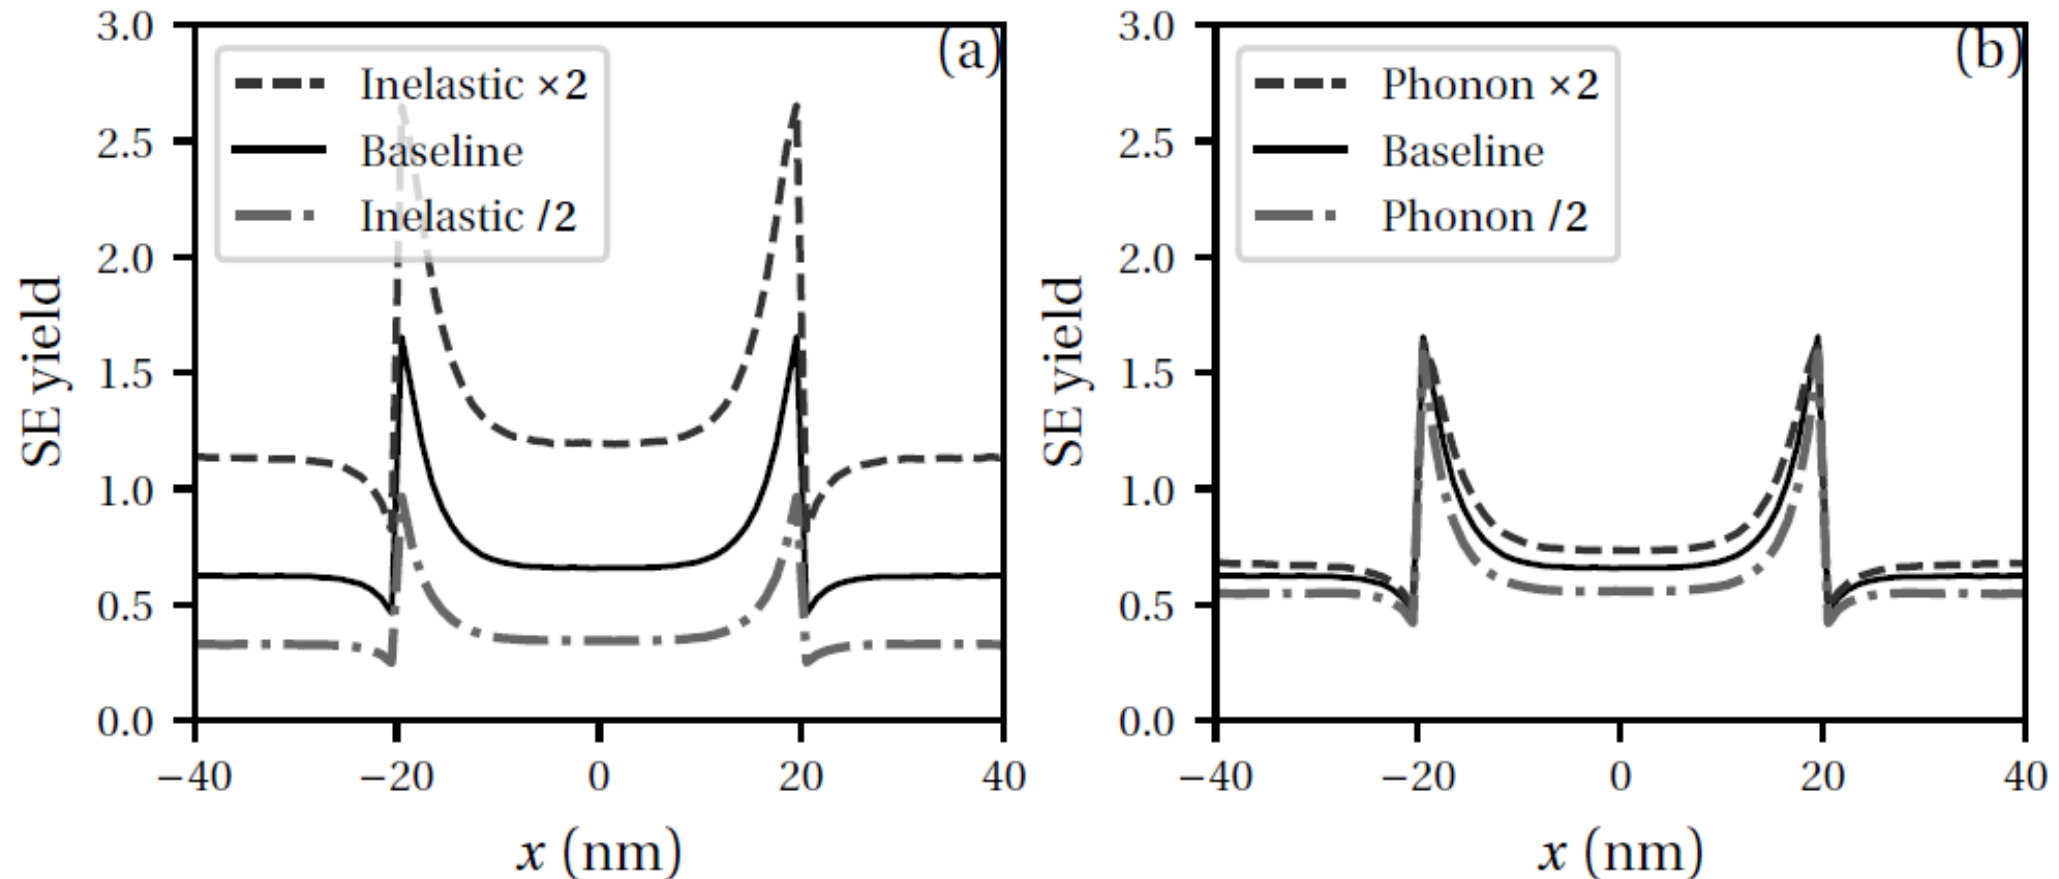 (a)
Inelastic ×2
Baseline
Inelastic /2
SE yield
3.0
2.5
2.0
1.5
1.0
0.5
0.0
−40 −20 0 20 40
x (nm)
(b)
Phonon ×2
Baseline
Phonon /2
SE yield
3.0
2.5
2.0
1.5
1.0
0.5
0.0
−40 −20 0 20 40
x (nm)